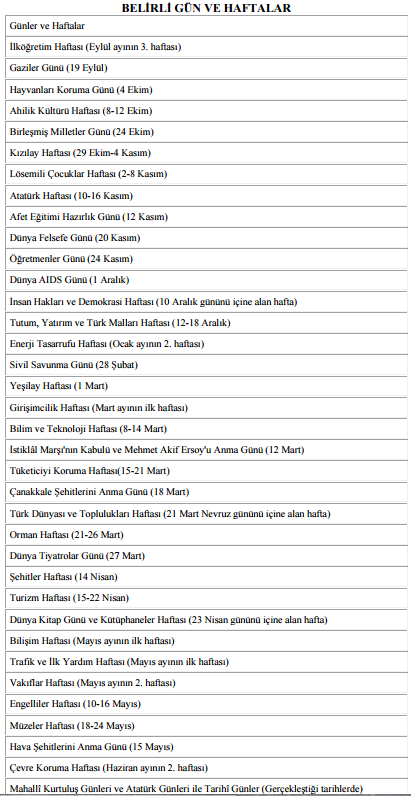 BELİRLİ GÜN VE HAFTALAR
Günler ve Haftalar
İlköğretim Haftası (Eylül ayının 3. haftası)
Gaziler Günü (19 Eylül)
Hayvanları Koruma Günü (4 Ekim)
Ahilik Kültürü Haftası (8-12 Ekim)
Birleşmiş Milletler Günü (24 Ekim)
Kızılay Haftası (29 Ekim-4 Kasım)
Lösemili Çocuklar Haftası (2-8 Kasım)
Atatürk Haftası (10-16 Kasım)
Afet Eğitimi Hazırlık Günü (12 Kasım)
Dünya Felsefe Günü (20 Kasım)
Öğretmenler Günü (24 Kasım)
Dünya AIDS Günü (1 Aralık)
İnsan Hakları ve Demokrasi Haftası (10 Aralık gününü içine alan hafta)
Tutum, Yatırım ve Türk Malları Haftası (12-18 Aralık)
Enerji Tasarrufu Haftası (Ocak ayının 2. haftası)
Sivil Savunma Günü (28 Şubat)
Yeşilay Haftası (1 Mart)
Girişimcilik Haftası (Mart ayının ilk haftası)
Bilim ve Teknoloji Haftası (8-14 Mart)
İstiklâl Marşı'nın Kabulü ve Mehmet Akif Ersoy'u Anma Günü (12 Mart)
Tüketiciyi Koruma Haftası(15-21 Mart)
Çanakkale Şehitlerini Anma Günü (18 Mart)
Türk Dünyası ve Toplulukları Haftası (21 Mart Nevruz gününü içine alan hafta)
Orman Haftası (21-26 Mart)
Dünya Tiyatrolar Günü (27 Mart)
Şehitler Haftası (14 Nisan)
Turizm Haftası (15-22 Nisan)
Dünya Kitap Günü ve Kütüphaneler Haftası (23 Nisan gününü içine alan hafta)
Bilişim Haftası (Mayıs ayının ilk haftası)
Trafik ve İlk Yardım Haftası (Mayıs ayının ilk haftası)
Vakıflar Haftası (Mayıs ayının 2. haftası)
Engelliler Haftası (10-16 Mayıs)
Müzeler Haftası (18-24 Mayıs)
Hava Şehitlerini Anma Günü (15 Mayıs)
Çevre Koruma Haftası (Haziran ayının 2. haftası)
Mahallî Kurtuluş Günleri ve Atatürk Günleri ile Tarihî Günler (Gerçekleştiği tarihlerde)